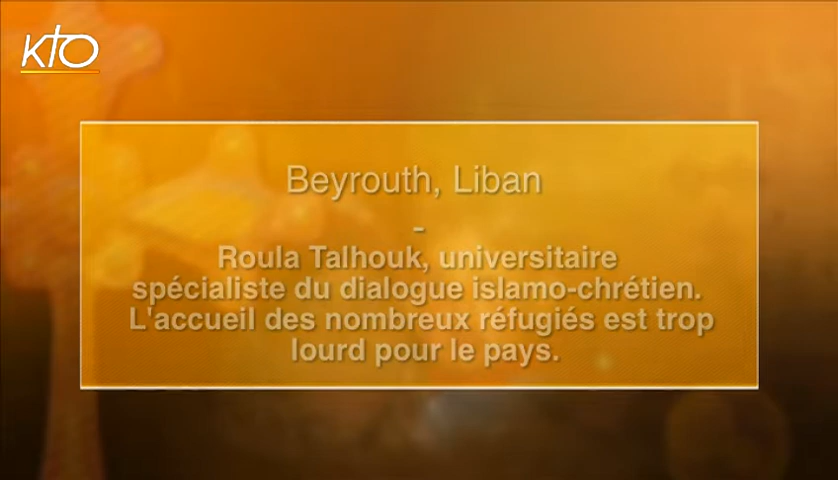 KTO
Beyrouth, Liban
-
Roula Talhouk, universitaire
spécialiste du dialogue islamo-chrétien.
L'accueil des nombreux réfugiés est trop
lourd pour le pays.